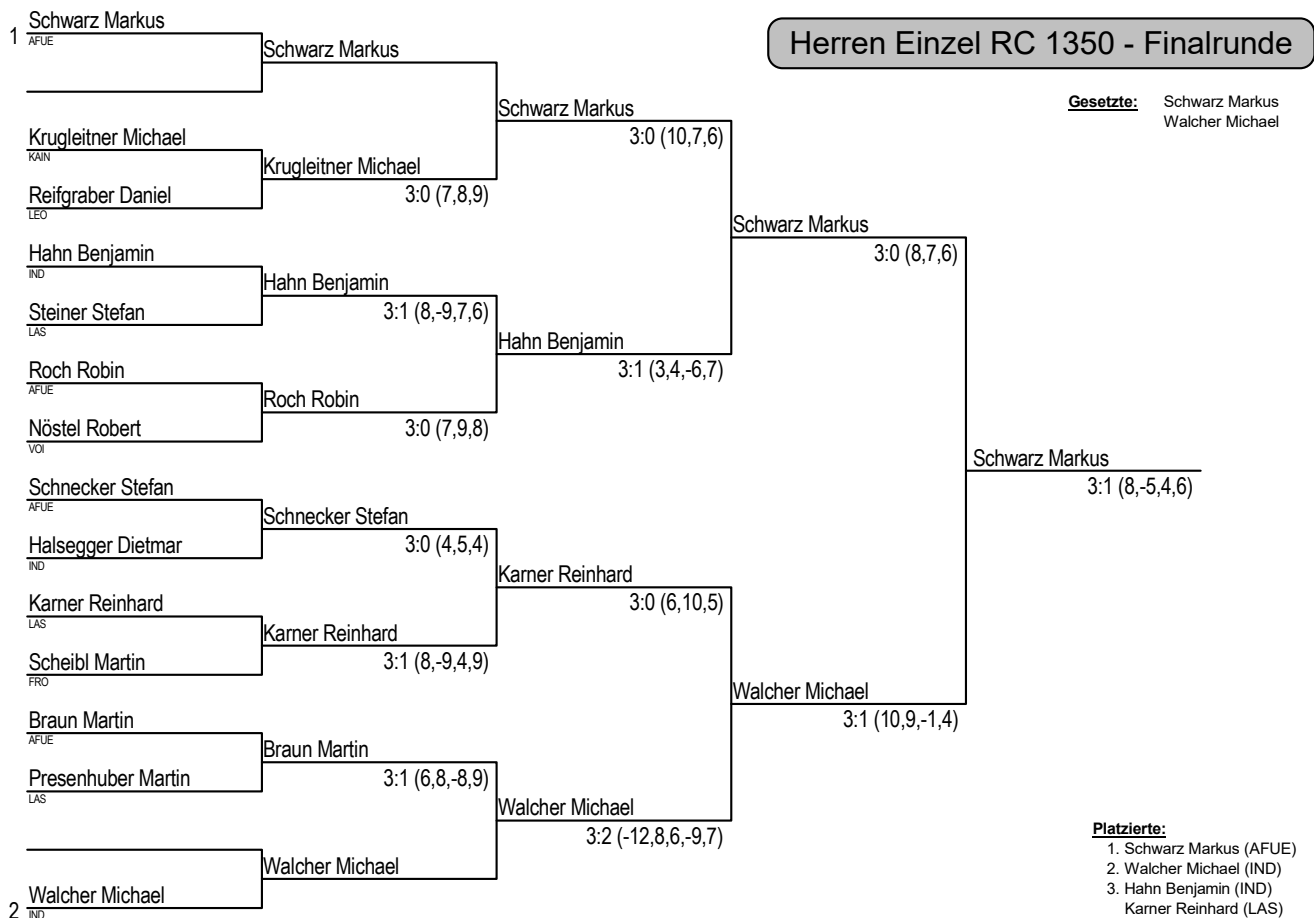 Herren Einzel RC 1350 - Finalrunde
Gesetzte: Schwarz Markus
Walcher Michael
1 Schwarz Markus
AFUE
Krugleitner Michael
KAIN
Reifgraber Daniel
LEO
Hahn Benjamin
IND
Steiner Stefan
LAS
Roch Robin
AFUE
Nöstel Robert
VOI
Schnecker Stefan
AFUE
Halsegger Dietmar
IND
Karner Reinhard
LAS
Scheibl Martin
FRO
Braun Martin
AFUE
Presenhuber Martin
LAS
Walcher Michael
2 IND
Schwarz Markus
Krugleitner Michael
3:0 (7,8,9)
Hahn Benjamin
3:1 (8,-9,7,6)
Roch Robin
3:0 (7,9,8)
Schnecker Stefan
3:0 (4,5,4)
Karner Reinhard
3:1 (8,-9,4,9)
Braun Martin
3:1 (6,8,-8,9)
Walcher Michael
Schwarz Markus
3:0 (10,7,6)
Hahn Benjamin
3:1 (3,4,-6,7)
Karner Reinhard
3:0 (6,10,5)
Walcher Michael
3:2 (-12,8,6,-9,7)
Schwarz Markus
3:0 (8,7,6)
Walcher Michael
3:1 (10,9,-1,4)
Schwarz Markus
3:1 (8,-5,4,6)
Platzierte:
1. Schwarz Markus (AFUE)
2. Walcher Michael (IND)
3. Hahn Benjamin (IND)
Karner Reinhard (LAS)